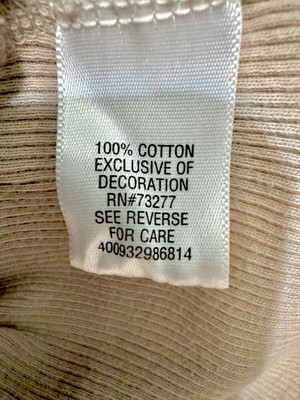 100% COTTON
EXCLUSIVE OF
DECORATION
RN#73277
SEE REVERSE
FOR CARE
400932986814